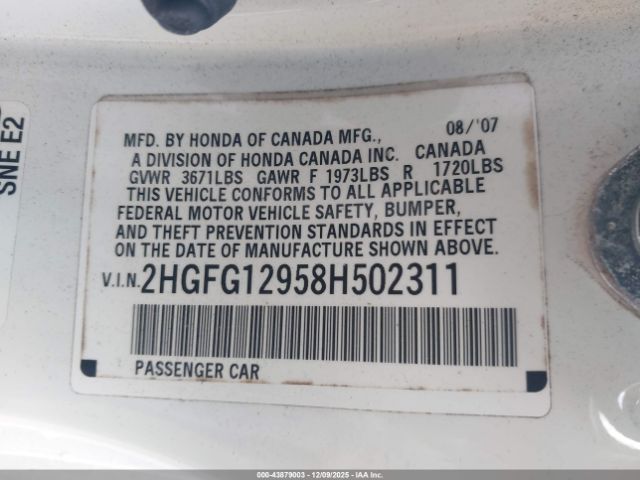 SNE E2
MFD. BY HONDA OF CANADA MFG., 08/'07
A DIVISION OF HONDA CANADA INC. CANADA
GVWR 3671LBS GAWR F 1973LBS R 1720LBS
THIS VEHICLE CONFORMS TO ALL APPLICABLE
FEDERAL MOTOR VEHICLE SAFETY, BUMPER,
AND THEFT PREVENTION STANDARDS IN EFFECT
ON THE DATE OF MANUFACTURE SHOWN ABOVE.
V.I.N. 2HGFG12958H502311
PASSENGER CAR
000-43879003 - 12/09/2025 - IAA Inc.